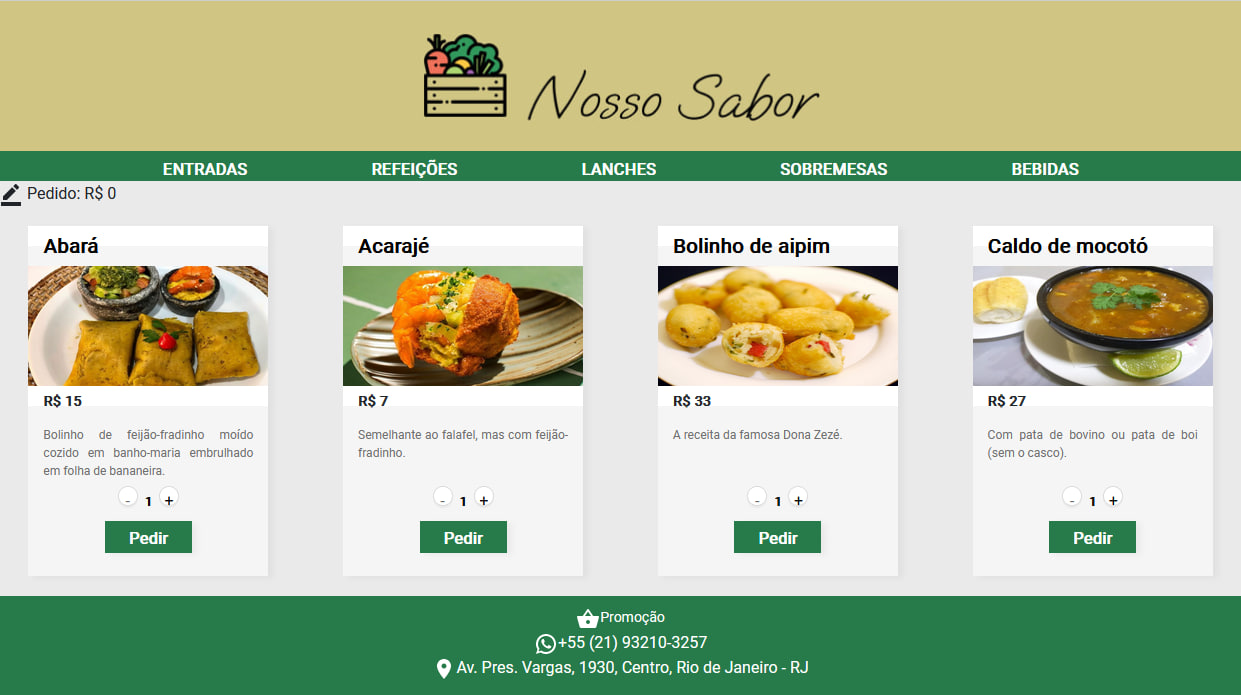 Nosso Sabor
ENTRADAS REFEIÇÕES LANCHES SOBREMESAS BEBIDAS
Pedido: R$ 0
Abará
R$ 15
Bolinho de feijão-fradinho moído
cozido em banho-maria embrulhado
em folha de bananeira.
- 1 +
Pedir
Acarajé
R$ 7
Semelhante ao falafel, mas com feijão-
fradinho.
- 1 +
Pedir
Bolinho de aipim
R$ 33
A receita da famosa Dona Zezé.
- 1 +
Pedir
Caldo de mocotó
R$ 27
Com pata de bovino ou pata de boi
(sem o casco).
- 1 +
Pedir
Promoção
+55 (21) 93210-3257
Av. Pres. Vargas, 1930, Centro, Rio de Janeiro - RJ